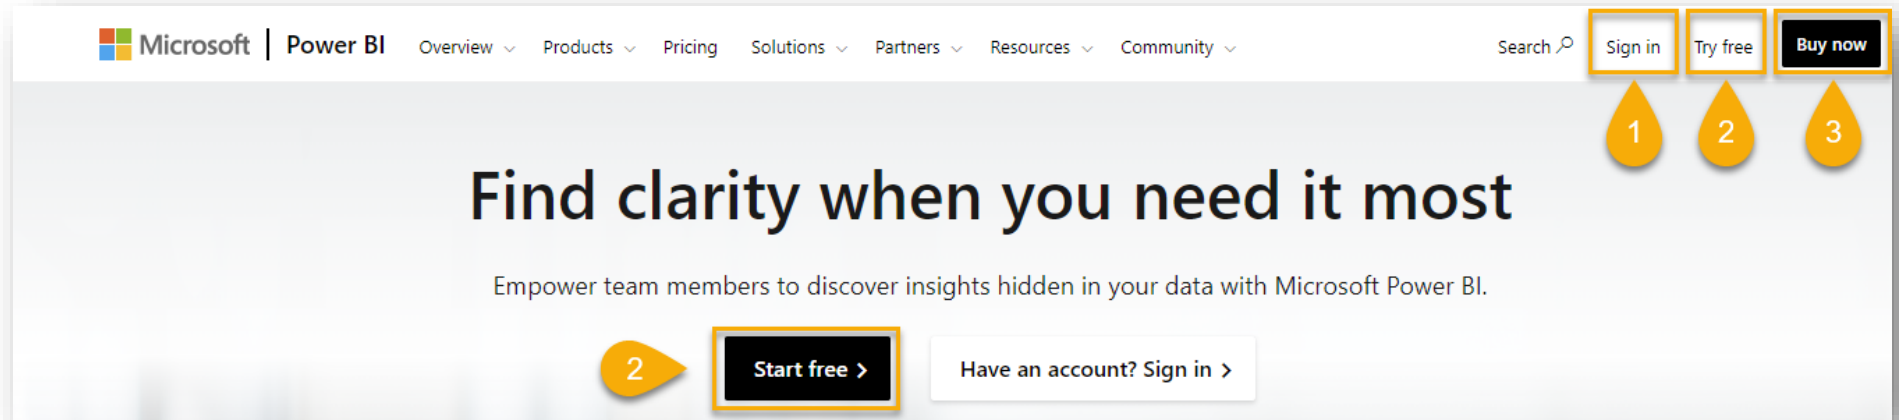 Microsoft | Power BI Overview Products Pricing Solutions Partners Resources Community Search Sign in Try free Buy now
1 2 3
Find clarity when you need it most
Empower team members to discover insights hidden in your data with Microsoft Power BI.
2 Start free > Have an account? Sign in >